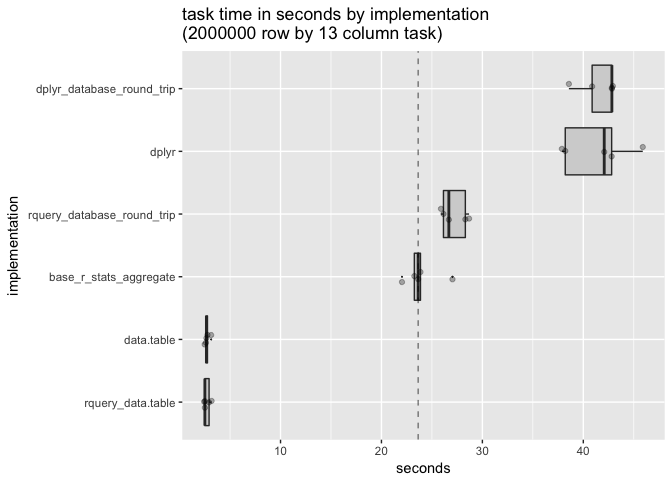 task time in seconds by implementation
(2000000 row by 13 column task)
dplyr_database_round_trip
dplyr
rquery_database_round_trip
base_r_stats_aggregate
data.table
rquery_data.table
implementation
10 20 30 40
seconds